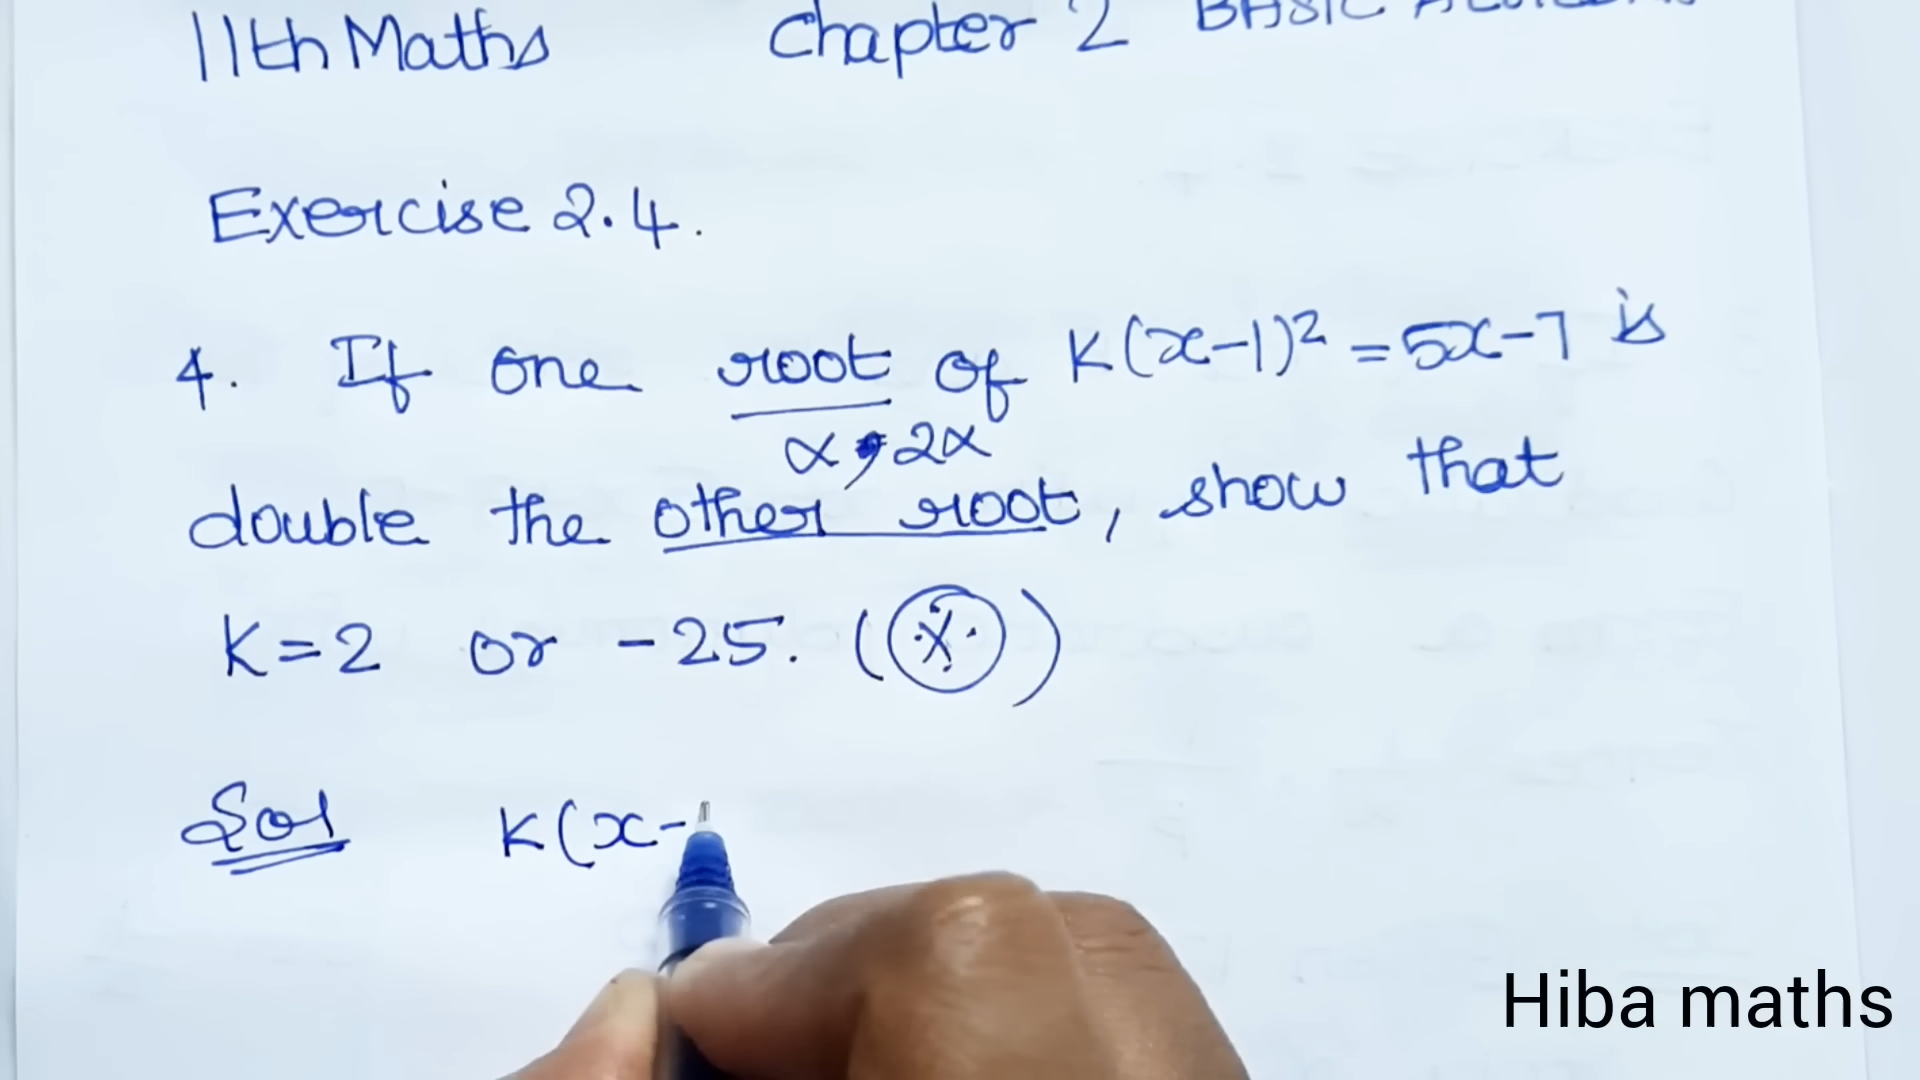 11th Maths Chapter 2 BASIC
Exercise 2.4.
4. If one root of K(x-1)² = 5x-7 is
α, 2α
double the other root, show that
K=2 or -25. (X)
Sol K(x-
Hiba maths